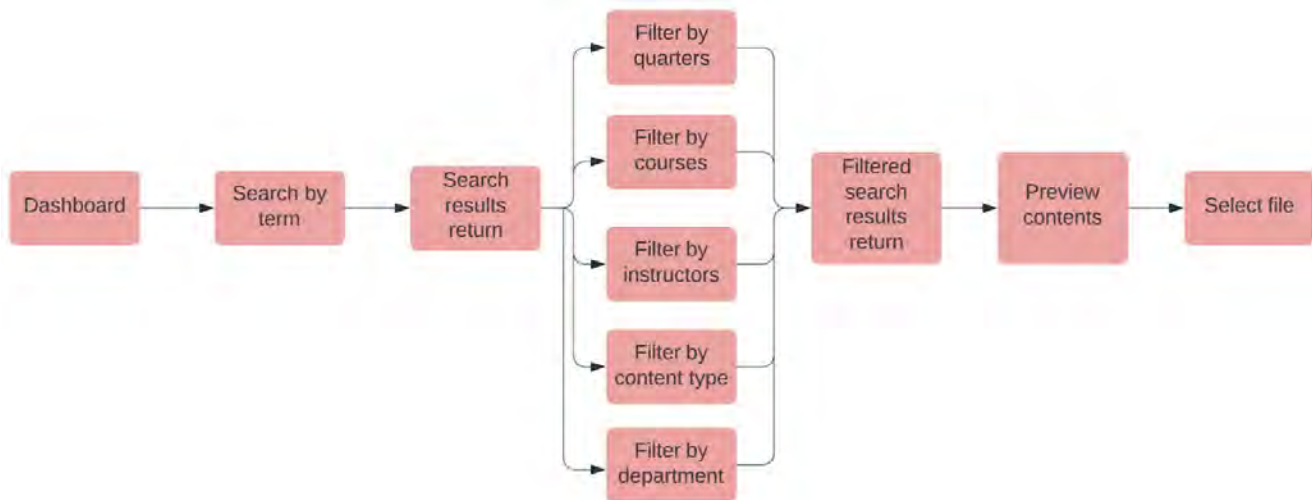 Dashboard
Search by
term
Search
results
return
Filter by
quarters
Filter by
courses
Filter by
instructors
Filter by
content type
Filter by
department
Filtered
search
results
return
Preview
contents
Select file